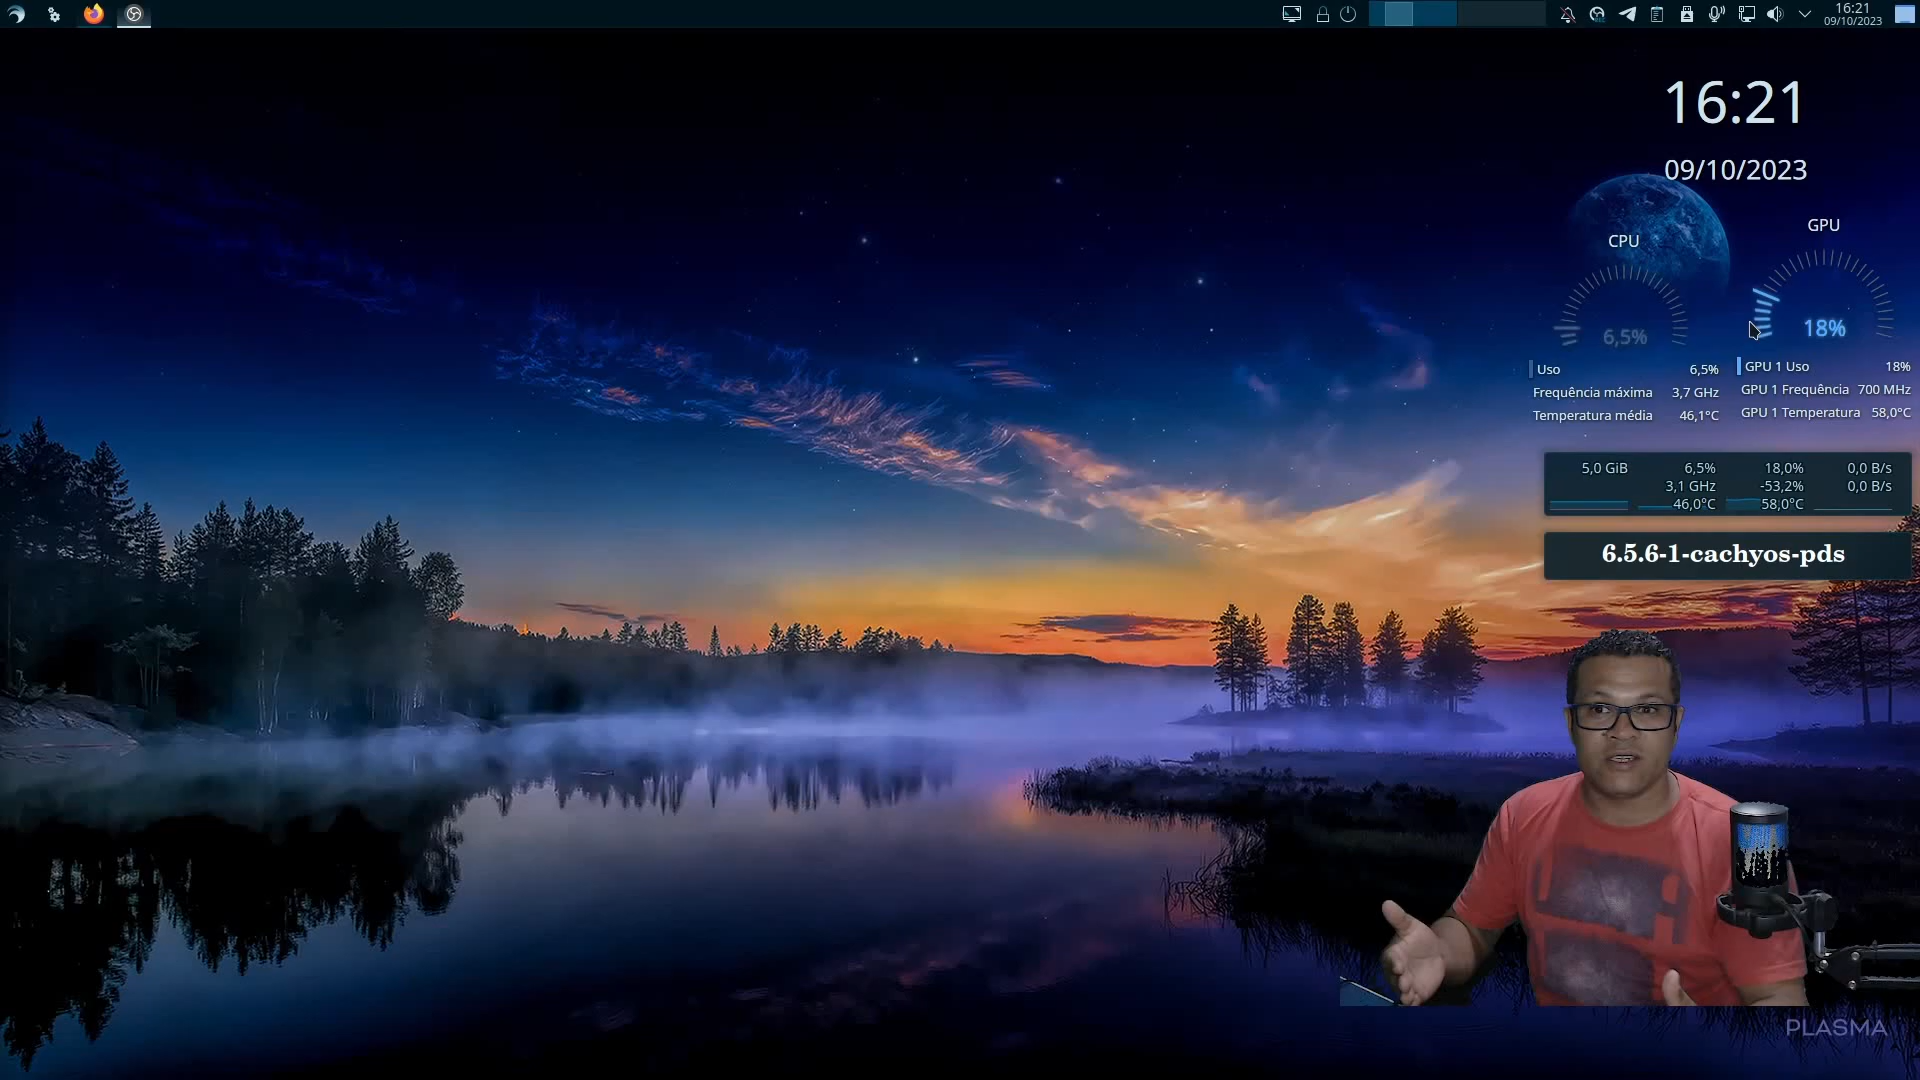 16:21
09/10/2023
16:21
09/10/2023
CPU
6,5%
Uso 6,5%
Frequência máxima 3,7 GHz
Temperatura média 46,1°C
GPU
18%
GPU 1 Uso 18%
GPU 1 Frequência 700 MHz
GPU 1 Temperatura 58,0°C
5,0 GiB 6,5% 18,0% 0,0 B/s
3,1 GHz -53,2% 0,0 B/s
46,0°C 58,0°C
6.5.6-1-cachyos-pds
USA
PLASMA